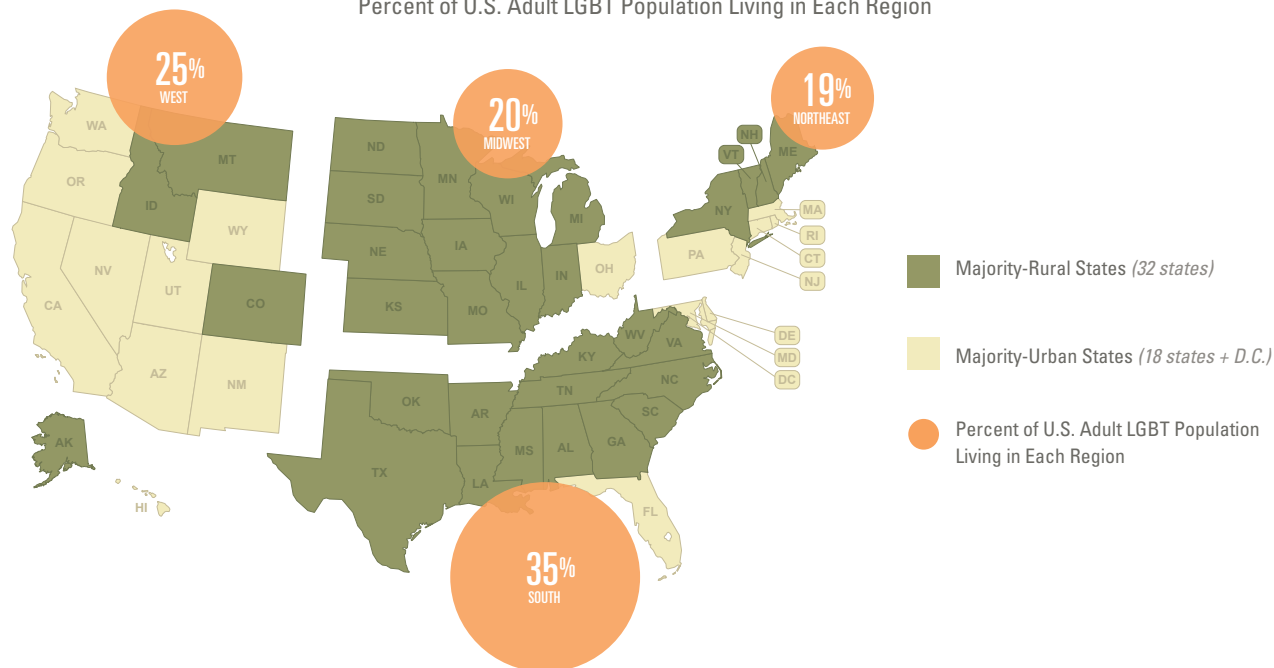 Percent of U.S. Adult LGBT Population Living in Each Region
25%
WEST
20%
MIDWEST
19%
NORTHEAST
WA
OR
CA
NV
ID
MT
WY
UT
CO
AZ
NM
AK
HI
ND
SD
NE
KS
MN
IA
MO
WI
IL
MI
IN
OH
TX
OK
AR
LA
MS
AL
TN
KY
GA
FL
SC
NC
VA
WV
PA
NY
VT
NH
ME
MA
RI
CT
NJ
DE
MD
DC
35%
SOUTH
Majority-Rural States (32 states)
Majority-Urban States (18 states + D.C.)
Percent of U.S. Adult LGBT Population
Living in Each Region